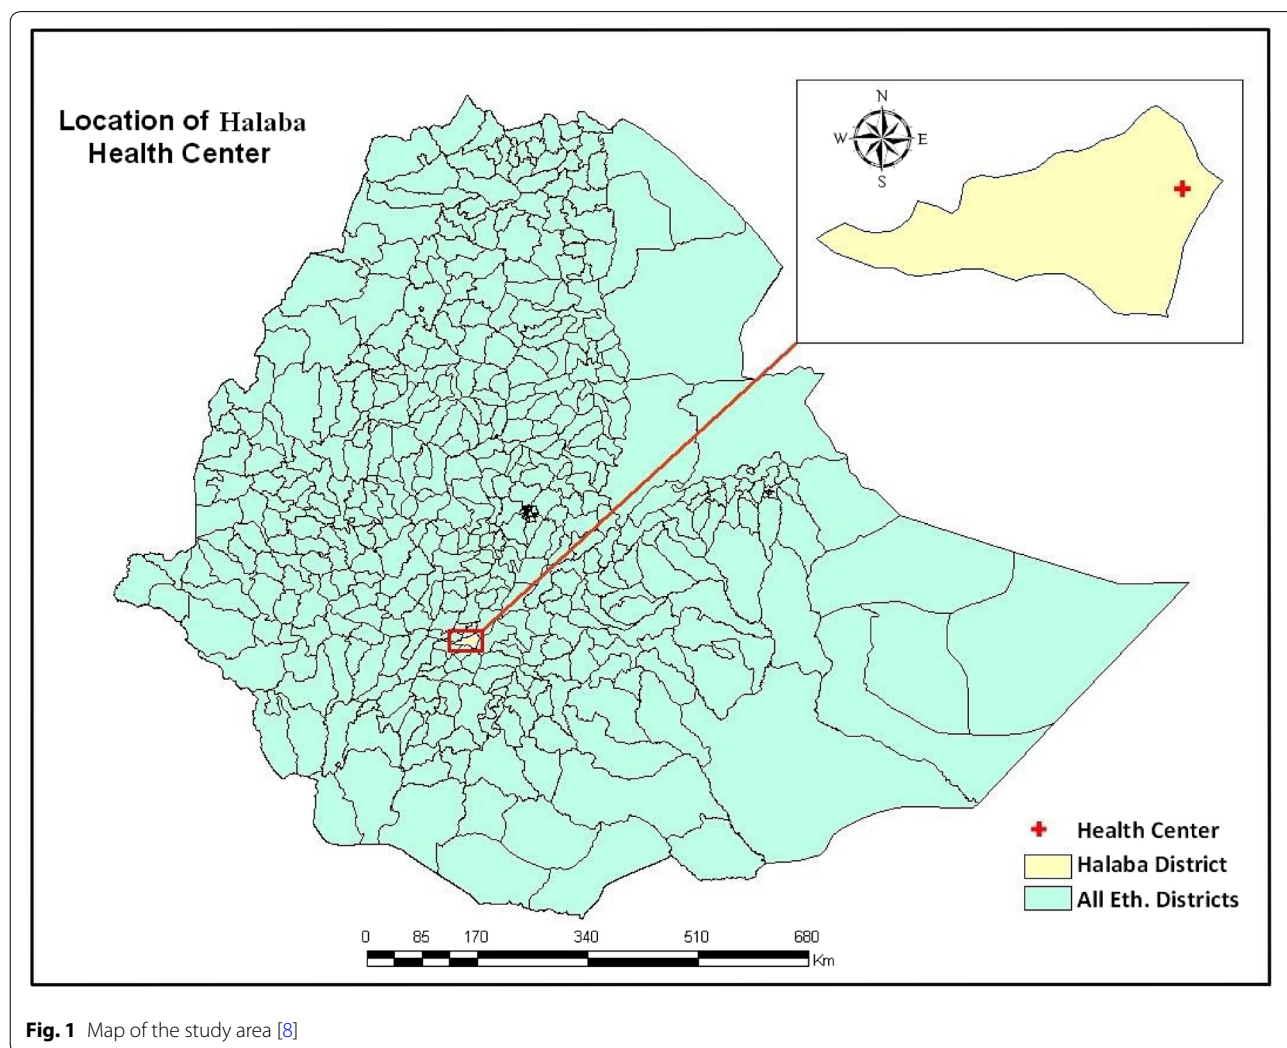 Location of Halaba
Health Center
N
W E
S
Health Center
Halaba District
All Eth. Districts
0 85 170 340 510 680
Km
Fig. 1 Map of the study area [8]